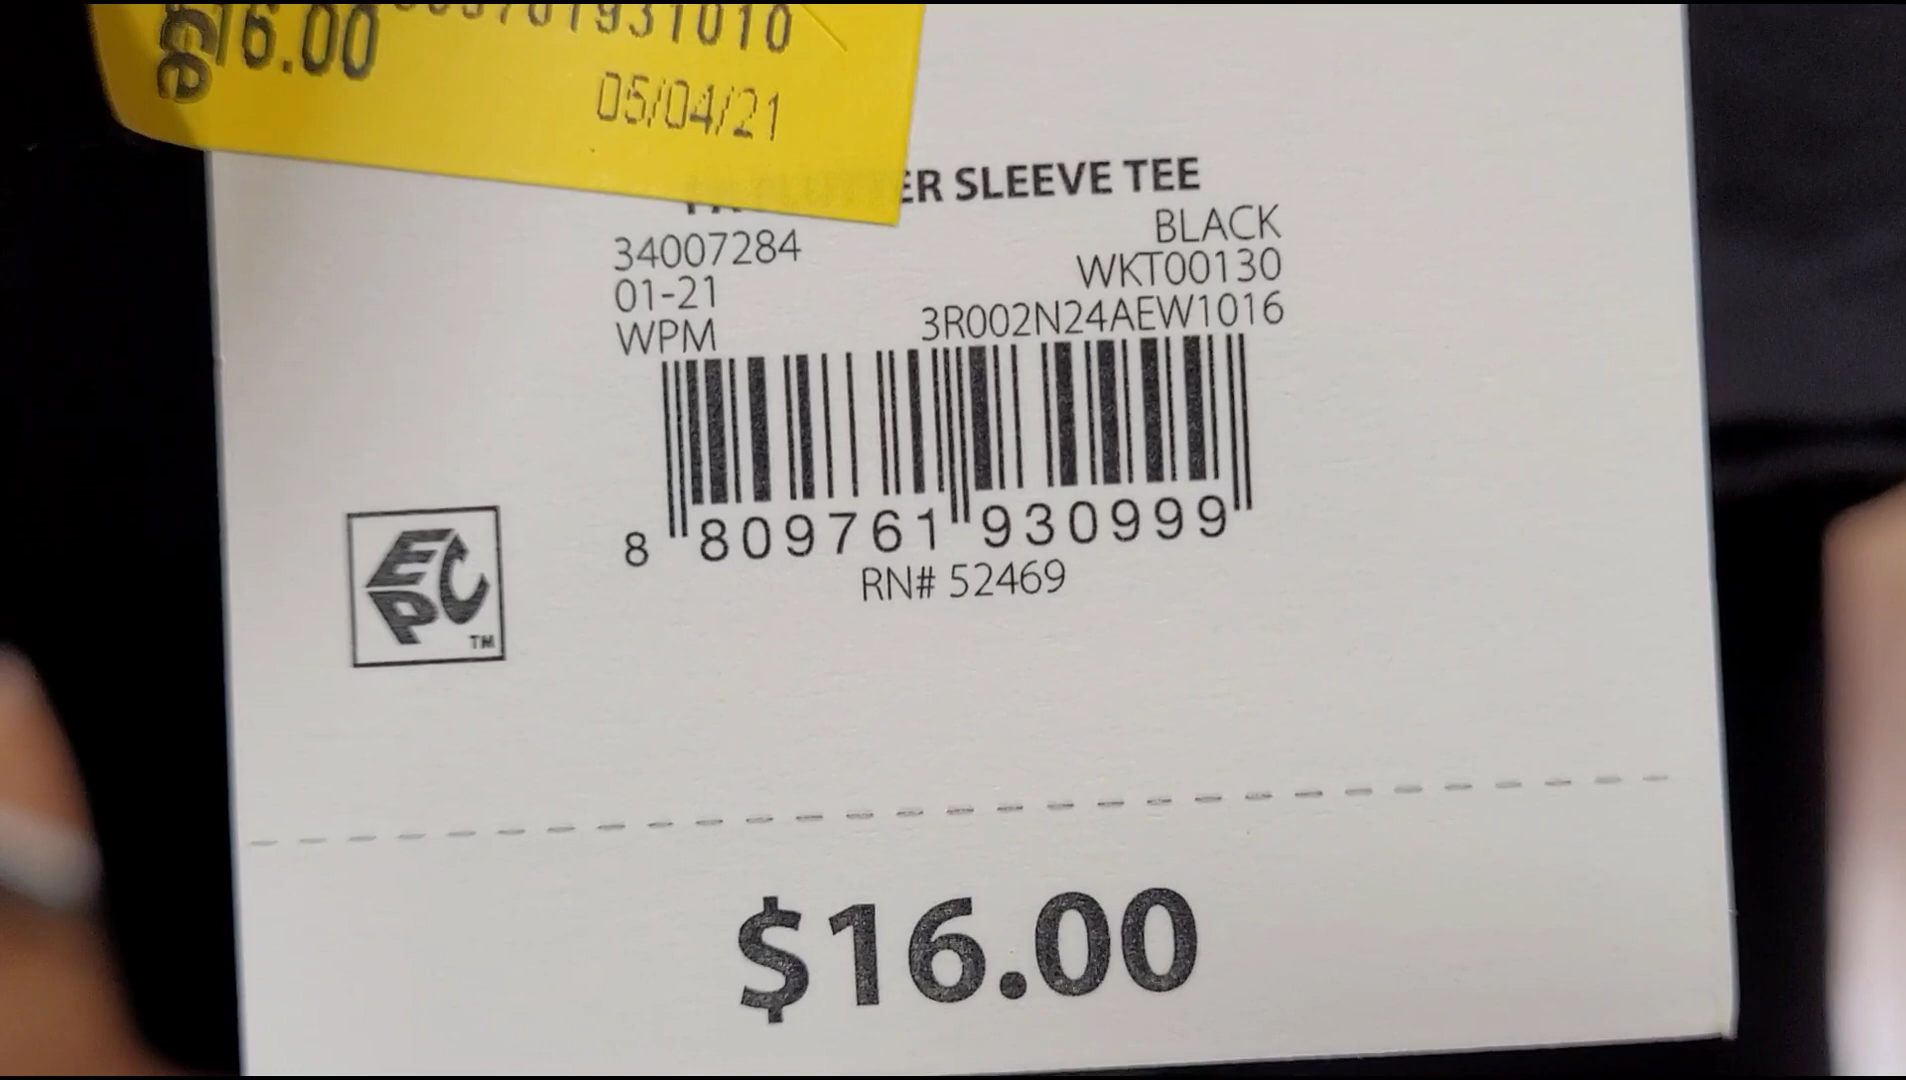 16.00
931010
05/04/21
SLEEVE TEE
34007284
BLACK
01-21
WKT00130
WPM
3R002N24AEW1016
8 809761 930999
RN# 52469
EPC
TM
$16.00